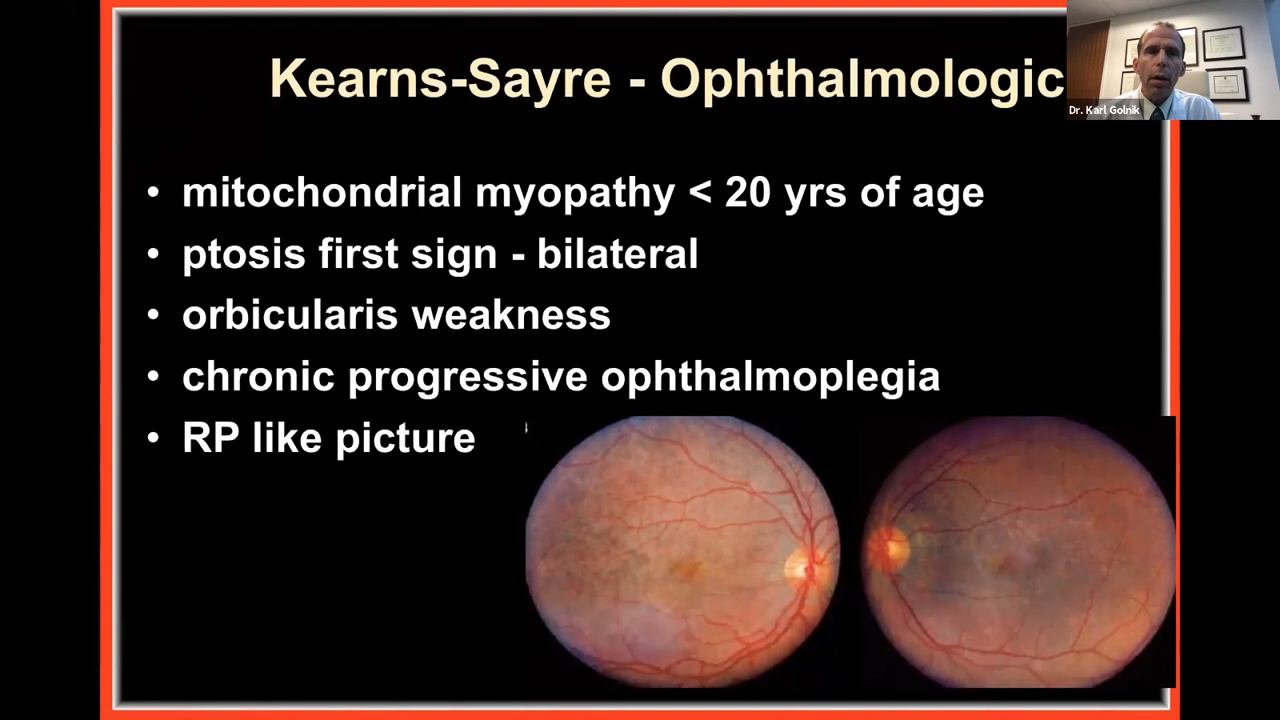 Kearns-Sayre - Ophthalmologic
Dr. Karl Golnik
• mitochondrial myopathy < 20 yrs of age
• ptosis first sign - bilateral
• orbicularis weakness
• chronic progressive ophthalmoplegia
• RP like picture